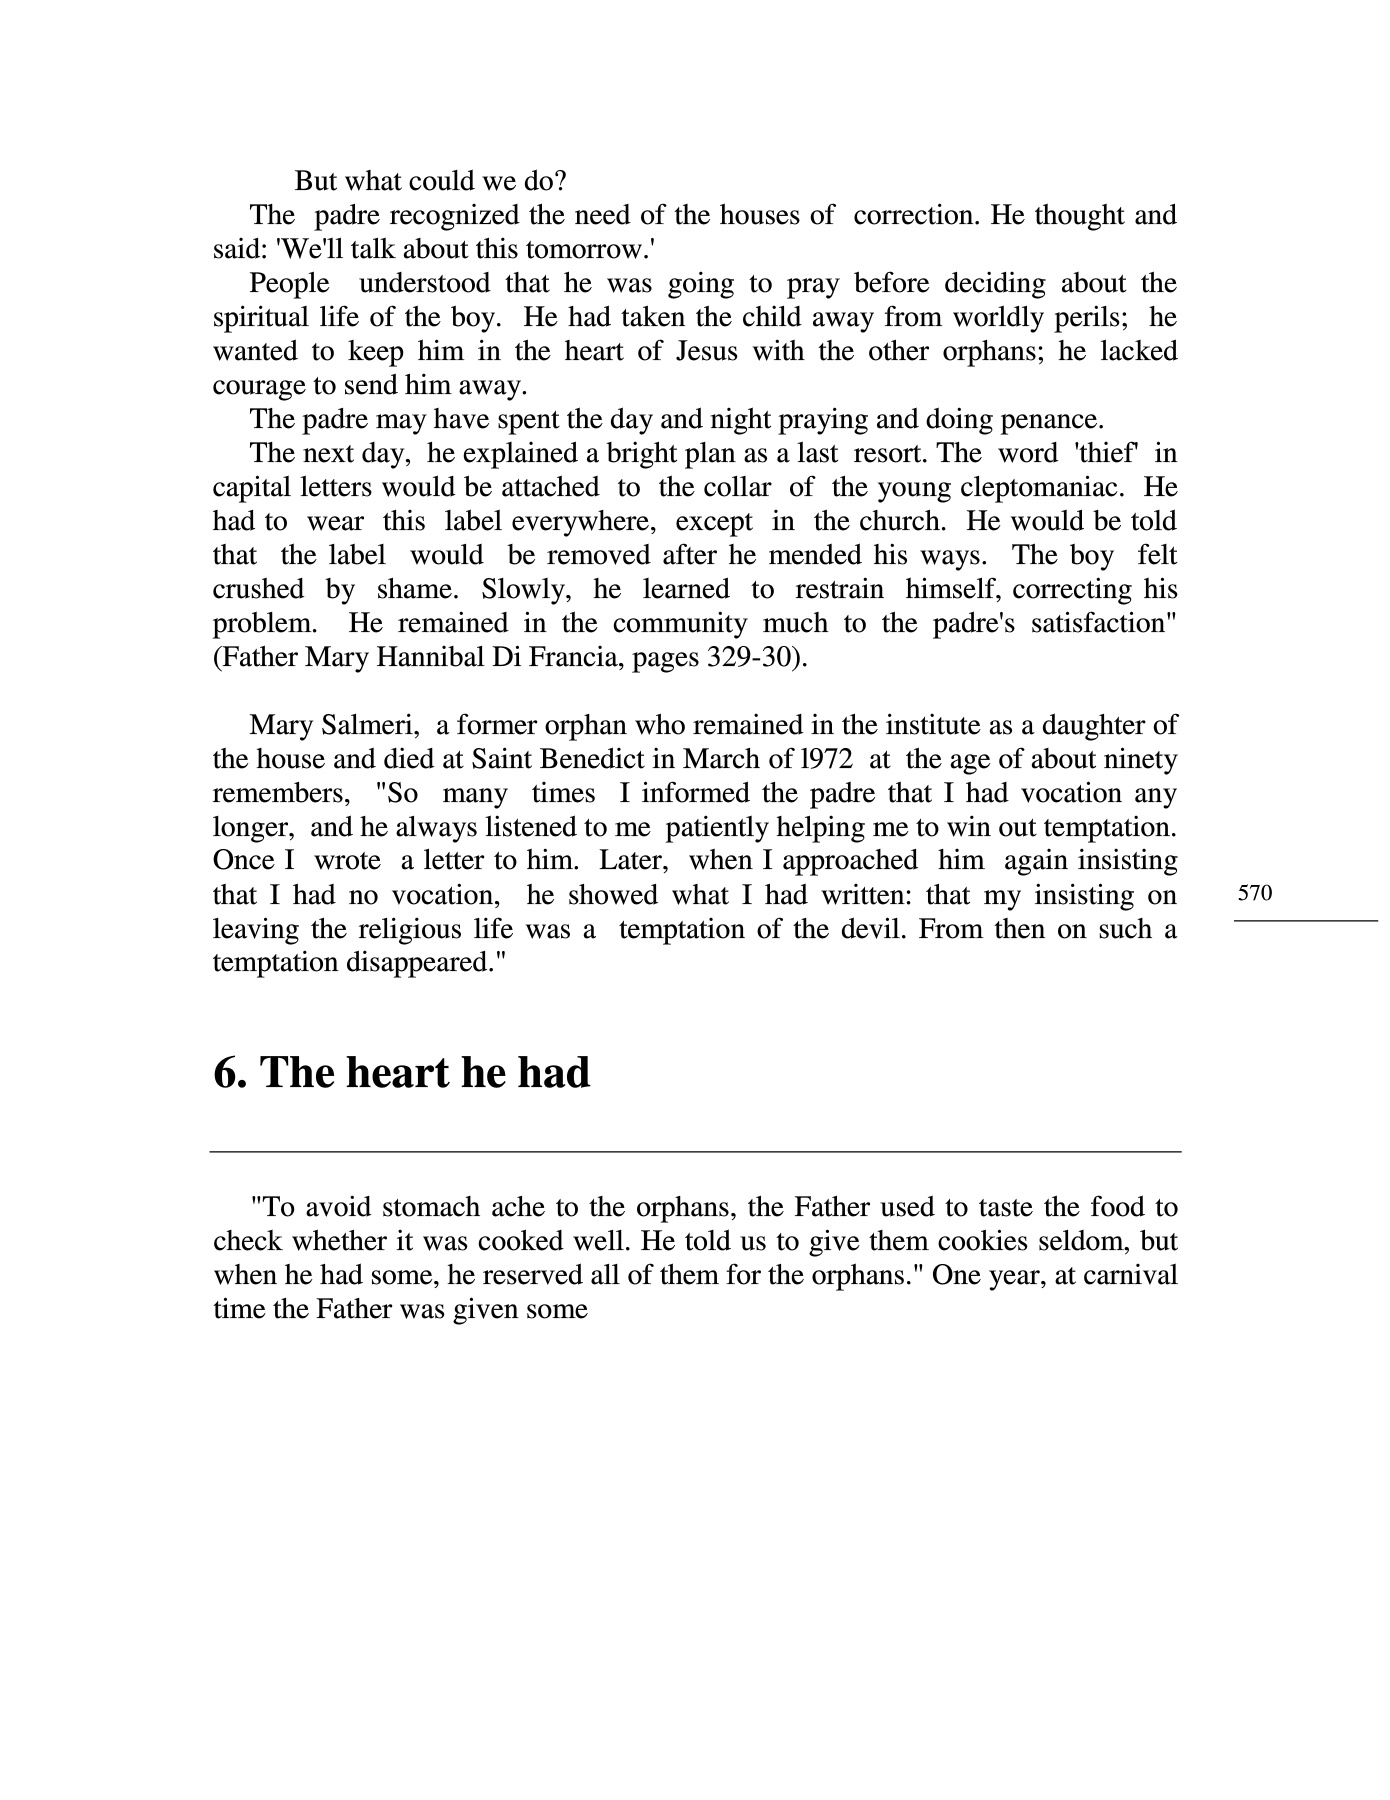 But what could we do?
The padre recognized the need of the houses of correction. He thought and
said: 'We'll talk about this tomorrow.'
People understood that he was going to pray before deciding about the
spiritual life of the boy. He had taken the child away from worldly perils; he
wanted to keep him in the heart of Jesus with the other orphans; he lacked
courage to send him away.
The padre may have spent the day and night praying and doing penance.
The next day, he explained a bright plan as a last resort. The word 'thief' in
capital letters would be attached to the collar of the young cleptomaniac. He
had to wear this label everywhere, except in the church. He would be told
that the label would be removed after he mended his ways. The boy felt
crushed by shame. Slowly, he learned to restrain himself, correcting his
problem. He remained in the community much to the padre's satisfaction"
(Father Mary Hannibal Di Francia, pages 329-30).
Mary Salmeri, a former orphan who remained in the institute as a daughter of
the house and died at Saint Benedict in March of l972 at the age of about ninety
remembers, "So many times I informed the padre that I had vocation any
longer, and he always listened to me patiently helping me to win out temptation.
Once I wrote a letter to him. Later, when I approached him again insisting
that I had no vocation, he showed what I had written: that my insisting on
leaving the religious life was a temptation of the devil. From then on such a
temptation disappeared."
570
6. The heart he had
"To avoid stomach ache to the orphans, the Father used to taste the food to
check whether it was cooked well. He told us to give them cookies seldom, but
when he had some, he reserved all of them for the orphans." One year, at carnival
time the Father was given some